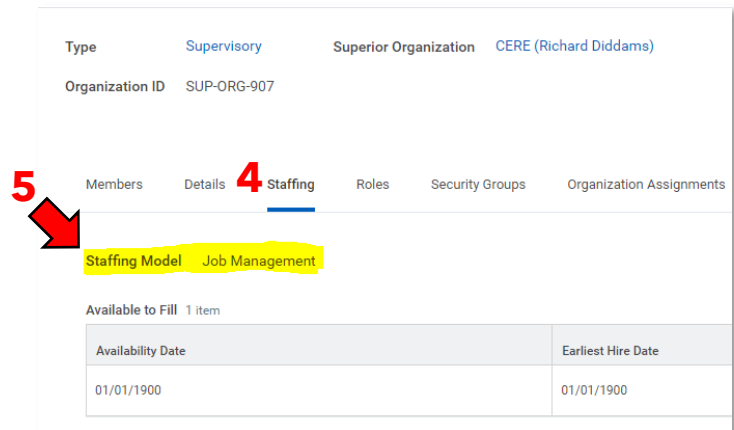 Type Supervisory Superior Organization CERE (Richard Diddams)
Organization ID SUP-ORG-907
5 Members Details 4 Staffing Roles Security Groups Organization Assignments
Staffing Model Job Management
Available to Fill 1 item
Availability Date Earliest Hire Date
01/01/1900 01/01/1900